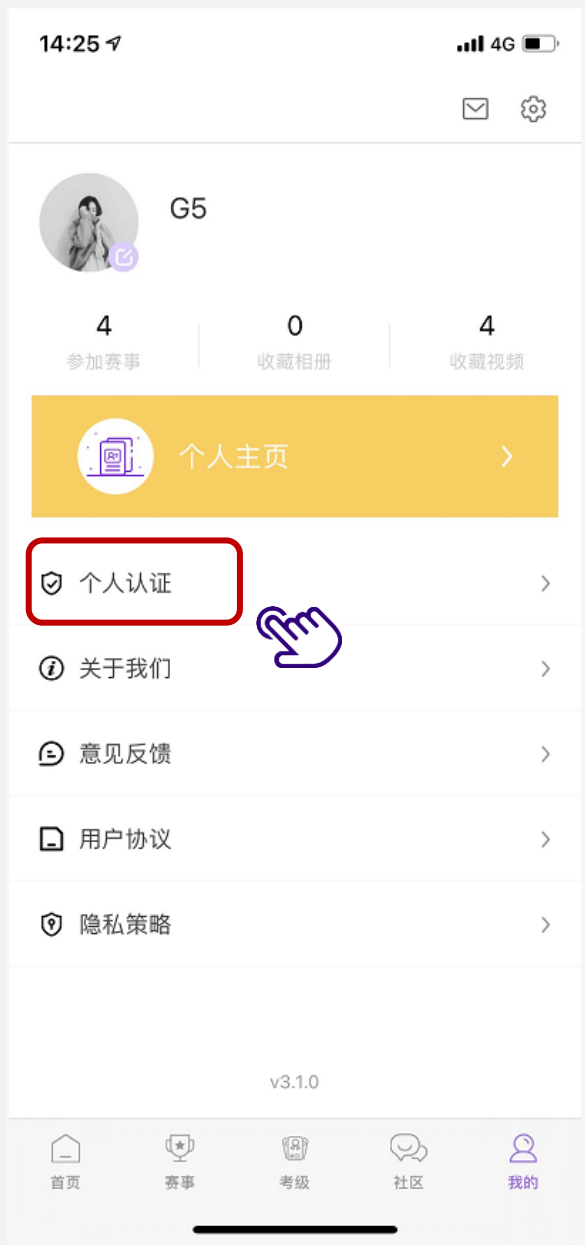 14:25
4G
G5
4
0
4
参加赛事
收藏相册
收藏视频
个人主页
个人认证
关于我们
意见反馈
用户协议
隐私策略
v3.1.0
首页
赛事
考级
社区
我的